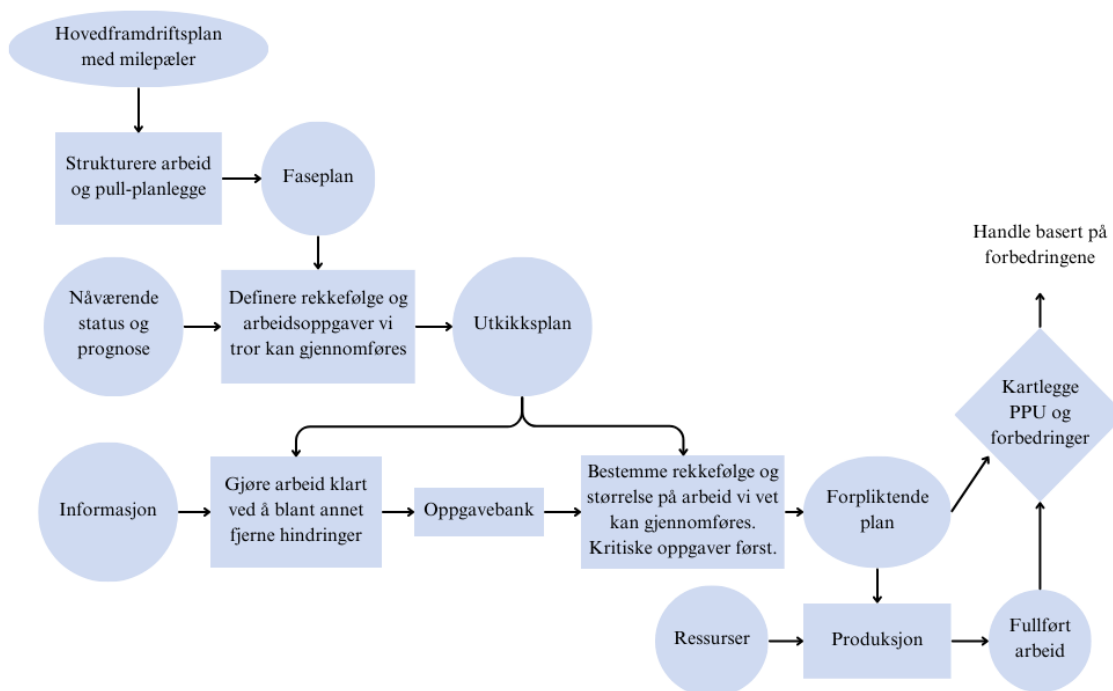 Hovedframdriftsplan
med milepæler
Strukturere arbeid
og pull-planlegge
Faseplan
Handle basert på
forbedringene
Nåværende
status og
prognose
Definere rekkefølge og
arbeidsoppgaver vi
tror kan gjennomføres
Utkikksplan
Kartlegge
PPU og
forbedringer
Informasjon
Gjøre arbeid klart
ved å blant annet
fjerne hindringer
Oppgavebank
Bestemme rekkefølge og
størrelse på arbeid vi vet
kan gjennomføres.
Kritiske oppgaver først.
Forpliktende
plan
Ressurser
Produksjon
Fullført
arbeid